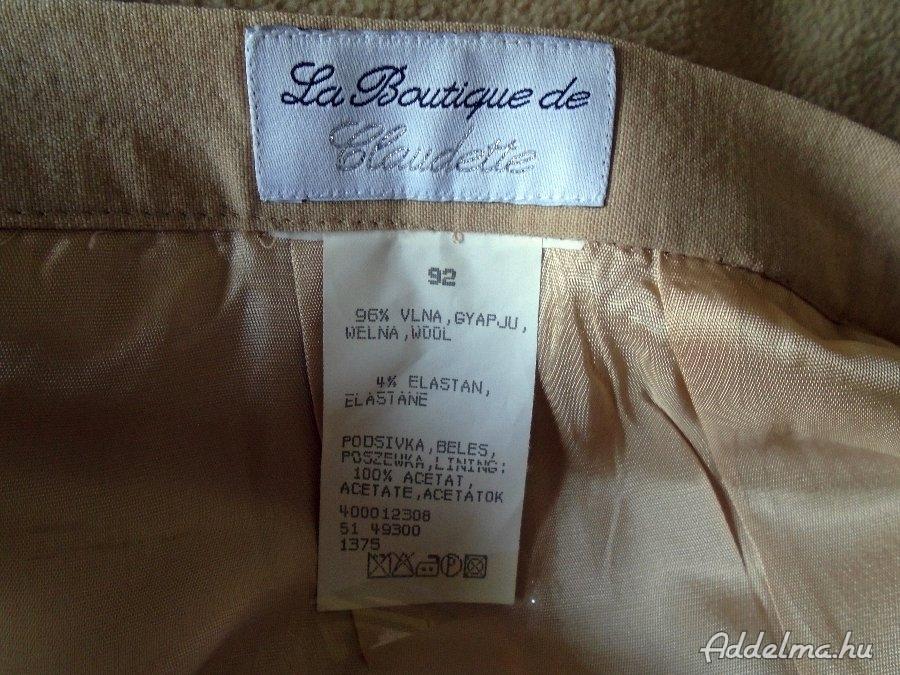 La Boutique de
Claudette
92
96% VLNA,GYAPJU,
WELNA,WOOL
4% ELASTAN,
ELASTANE
PODSIVKA,BELES,
POSZEWKA,LINING:
100% ACETAT,
ACETATE,ACETATOK
400012308
51 49300
1375
P
Addelma.hu